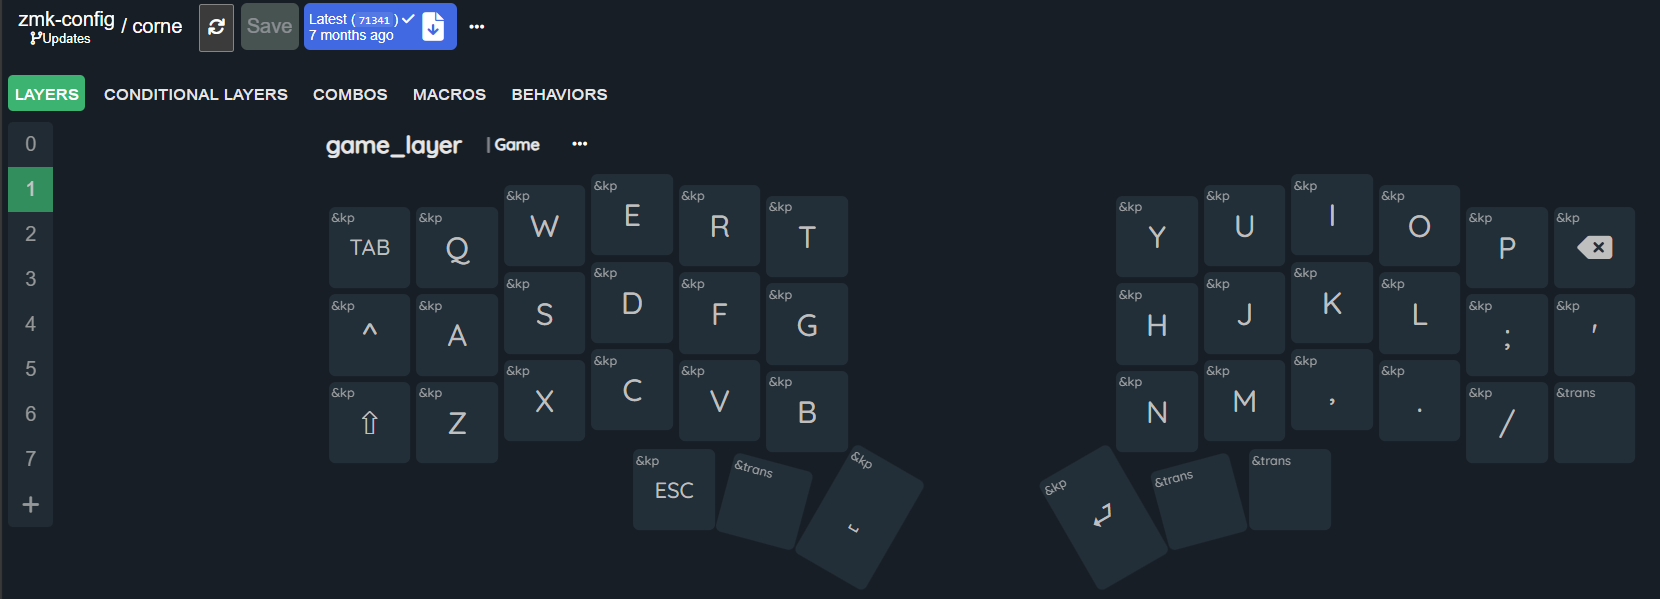 zmk-config / corne
Updates
Save
Latest (71341)
7 months ago
LAYERS CONDITIONAL LAYERS COMBOS MACROS BEHAVIORS
0
1
2
3
4
5
6
7
+
game_layer | Game
&kp TAB &kp Q &kp W &kp E &kp R &kp T &kp Y &kp U &kp I &kp O &kp P &kp
&kp ^ &kp A &kp S &kp D &kp F &kp G &kp H &kp J &kp K &kp L &kp ; &kp '
&kp ⇧ &kp Z &kp X &kp C &kp V &kp B &kp N &kp M &kp , &kp . &kp / &trans
&kp ESC &trans &kp ⎵ &kp ⏎ &trans &trans